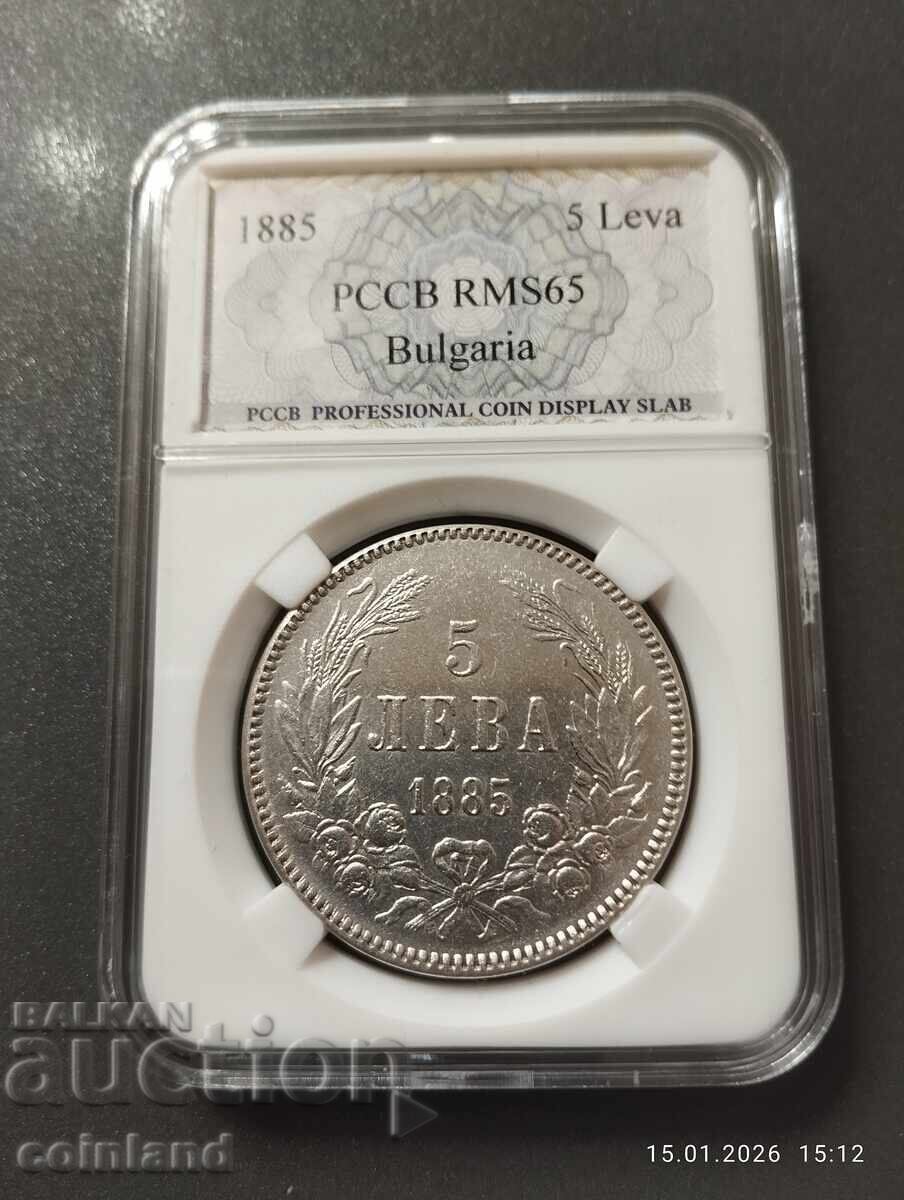 1885 5 Leva
PCCB RMS65
Bulgaria
PCCB PROFESSIONAL COIN DISPLAY SLAB
5
ЛЕВА
1885
BALKAN
auction
coinland
15.01.2026 15:12